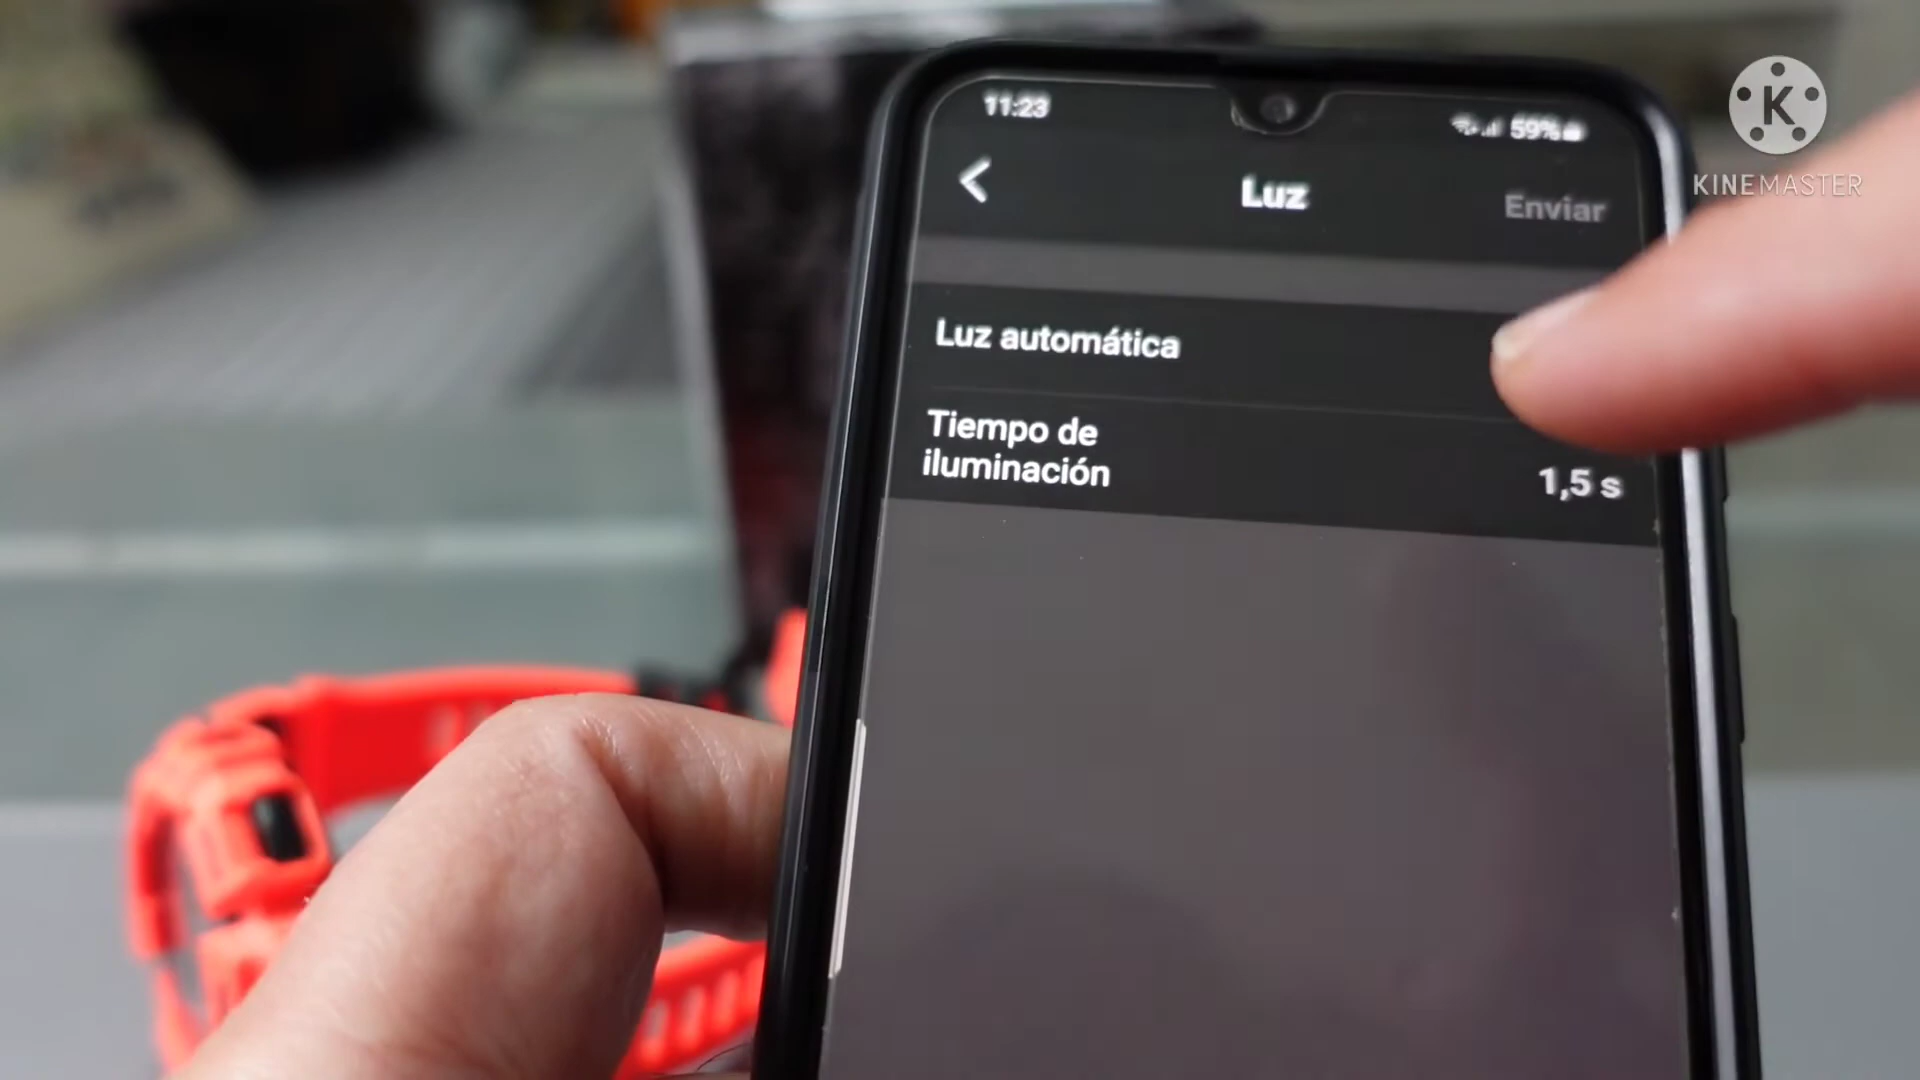 11:23
59%
Luz
Enviar
Luz automática
Tiempo de
iluminación
1,5 s
K
KINEMASTER